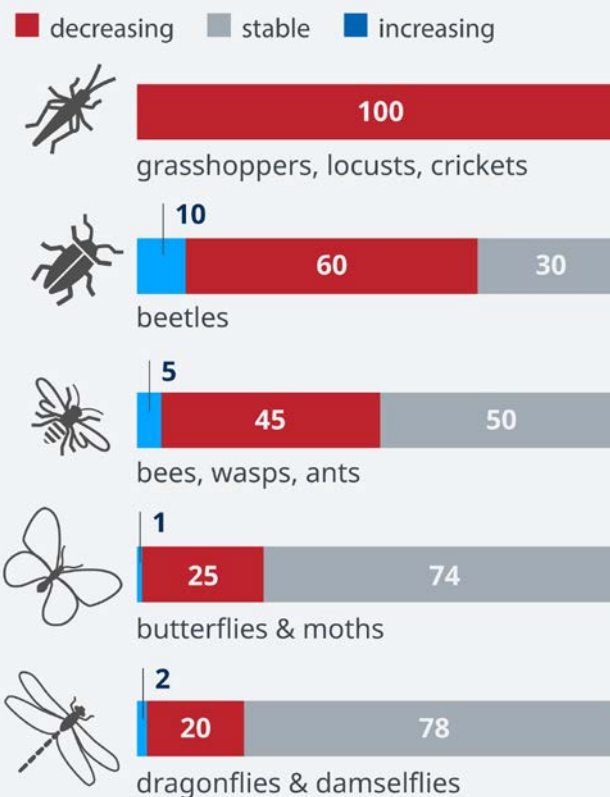 decreasing stable increasing
100
grasshoppers, locusts, crickets
10
60 30
beetles
5
45 50
bees, wasps, ants
1
25 74
butterflies & moths
2
20 78
dragonflies & damselflies